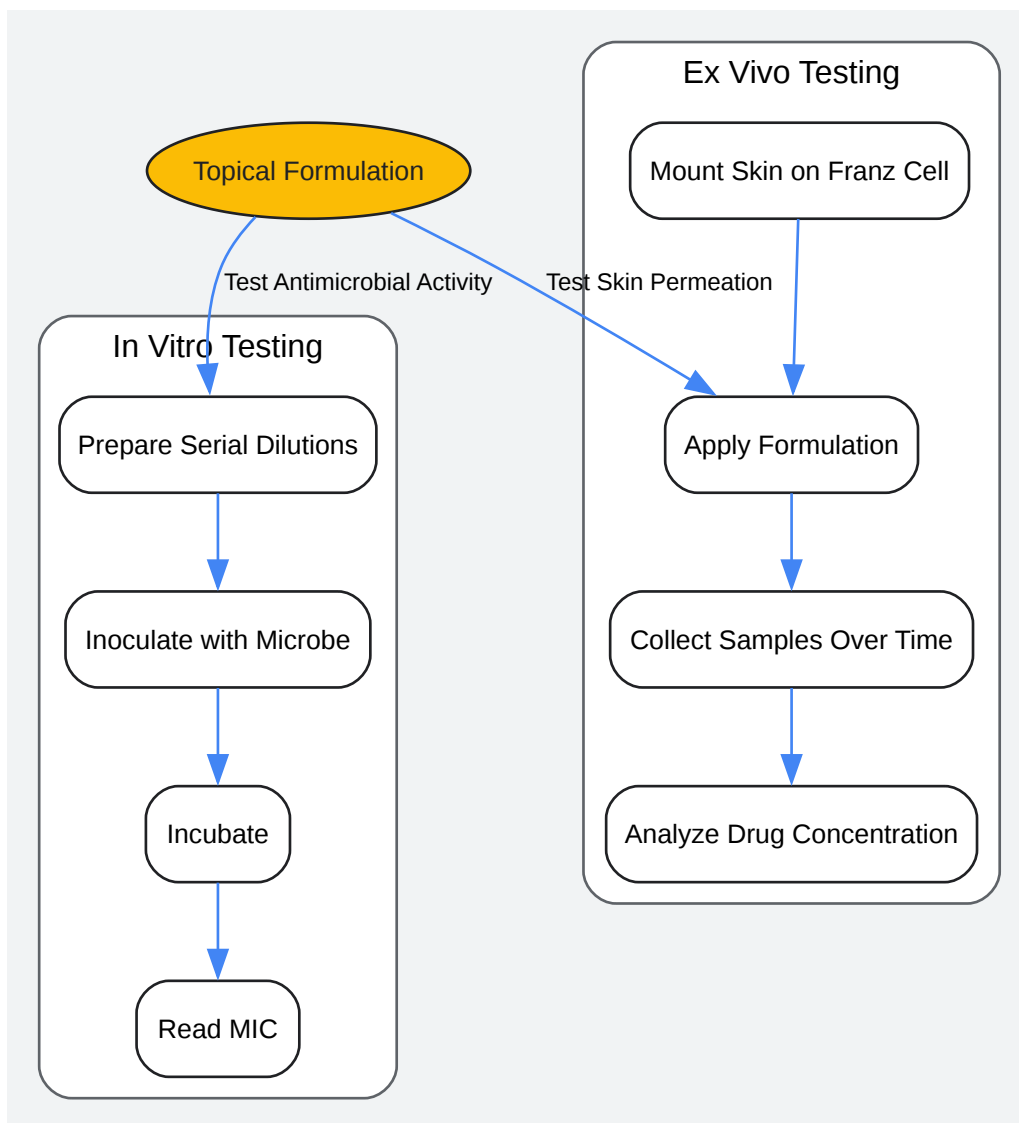 Ex Vivo Testing
Topical Formulation
Mount Skin on Franz Cell
Test Antimicrobial Activity
Test Skin Permeation
In Vitro Testing
Prepare Serial Dilutions
Apply Formulation
Inoculate with Microbe
Collect Samples Over Time
Incubate
Analyze Drug Concentration
Read MIC